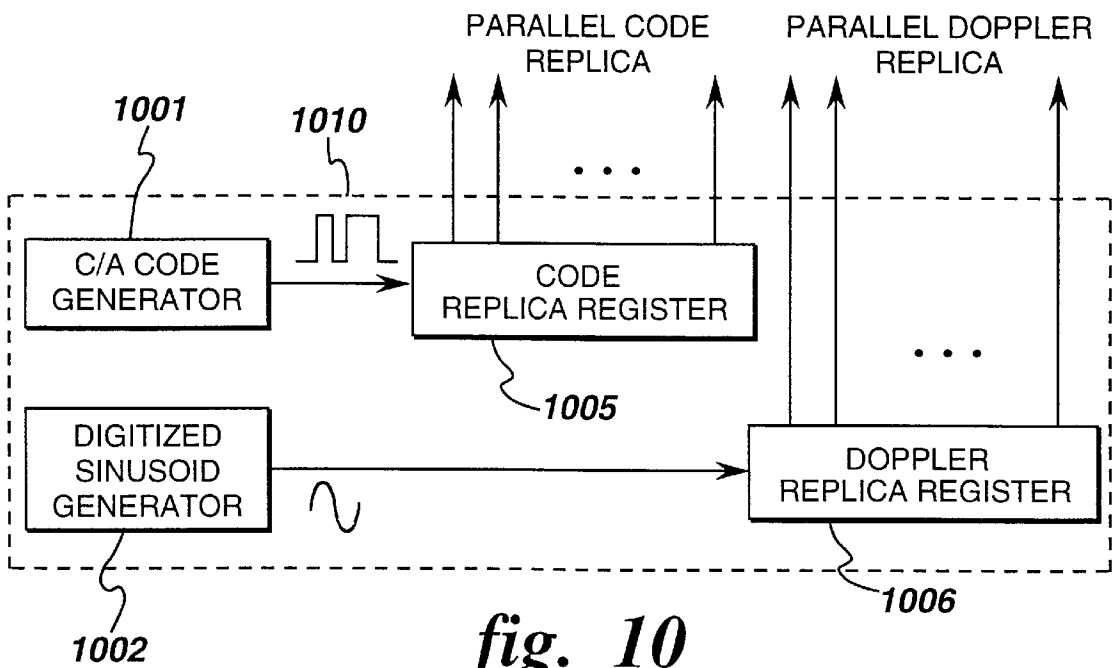 PARALLEL CODE
REPLICA
PARALLEL DOPPLER
REPLICA
1001
1010
C/A CODE
GENERATOR
CODE
REPLICA REGISTER
1005
DIGITIZED
SINUSOID
GENERATOR
DOPPLER
REPLICA REGISTER
1002
1006
fig. 10